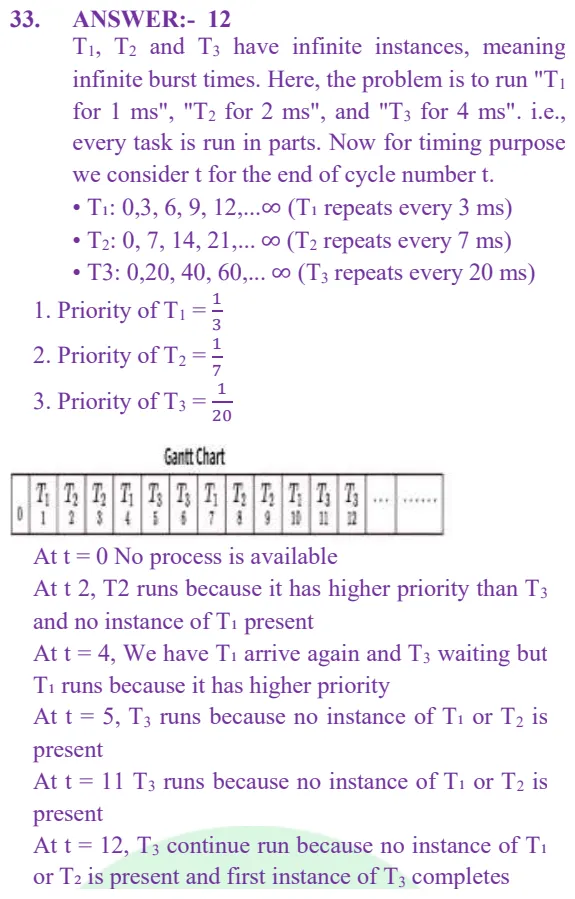 33. ANSWER:- 12
T₁, T₂ and T₃ have infinite instances, meaning
infinite burst times. Here, the problem is to run "T₁
for 1 ms", "T₂ for 2 ms", and "T₃ for 4 ms". i.e.,
every task is run in parts. Now for timing purpose
we consider t for the end of cycle number t.
• T₁: 0,3, 6, 9, 12,...∞ (T₁ repeats every 3 ms)
• T₂: 0, 7, 14, 21,... ∞ (T₂ repeats every 7 ms)
• T3: 0,20, 40, 60,... ∞ (T₃ repeats every 20 ms)
1. Priority of T₁ = 1/3
2. Priority of T₂ = 1/7
3. Priority of T₃ = 1/20
Gantt Chart
T₁ T₂ T₂ T₁ T₃ T₃ T₁ T₂ T₂ T₁ T₃ T₃ ... ......
0 1 2 3 4 5 6 7 8 9 10 11 12
At t = 0 No process is available
At t 2, T2 runs because it has higher priority than T₃
and no instance of T₁ present
At t = 4, We have T₁ arrive again and T₃ waiting but
T₁ runs because it has higher priority
At t = 5, T₃ runs because no instance of T₁ or T₂ is
present
At t = 11 T₃ runs because no instance of T₁ or T₂ is
present
At t = 12, T₃ continue run because no instance of T₁
or T₂ is present and first instance of T₃ completes